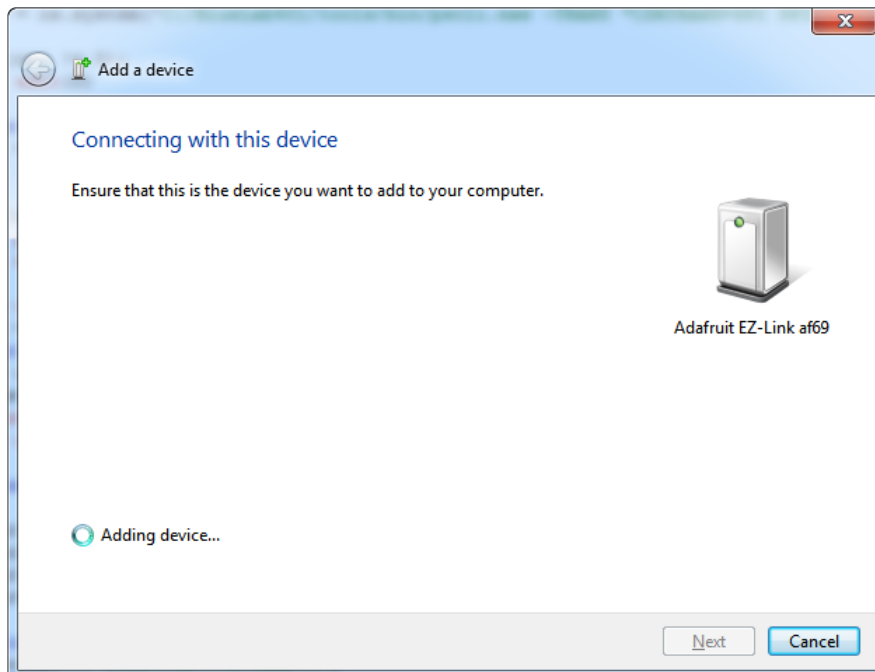 Add a device
Connecting with this device
Ensure that this is the device you want to add to your computer.
Adafruit EZ-Link af69
Adding device...
Next
Cancel